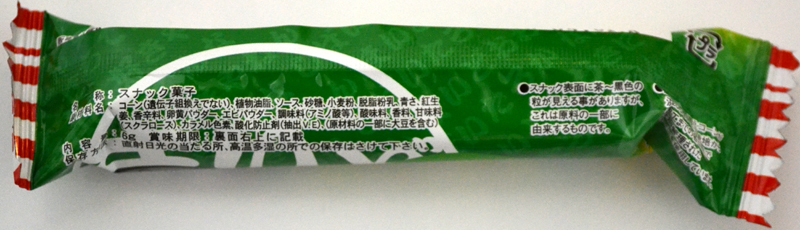 名 称：スナック菓子
コーン(遺伝子組換えでない)、植物油脂、ソース、砂糖、小麦粉、脱脂粉乳、青さ、紅生
姜、香辛料、卵黄パウダー、エビパウダー、調味料(アミノ酸等)、酸味料、香料、甘味料
(スクラロース)、カラメル色素、酸化防止剤(抽出V.E)、(原材料の一部に大豆を含む)
内容 6g 賞味期限：裏面右上に記載
保存方 ：直射日光の当たる所、高温多湿の所での保存はさけて下さい。
●スナック表面に茶～黒色の
粒が見える事がありますが、
これは原料の一部に
由来するものです。
プラ